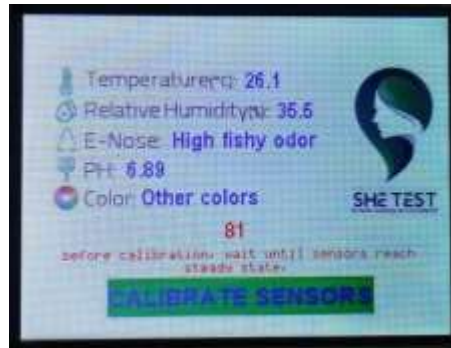 Temperature(°C): 26.1
Relative Humidity(%): 35.5
E-Nose: High fishy odor
PH: 6.89
Color: Other colors
SHE TEST
81
before calibration, wait until sensors reach
steady state.
CALIBRATE SENSORS